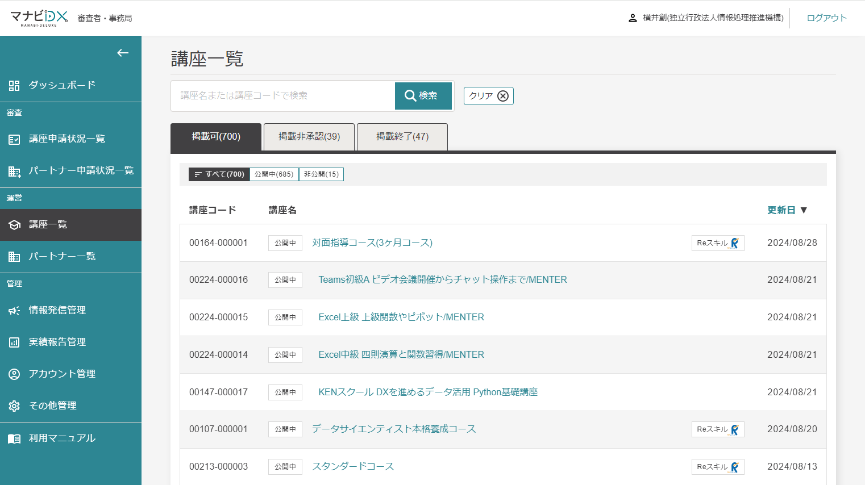 マナビDX 審査者・事務局
横井創(独立行政法人情報処理推進機構)
ログアウト
ダッシュボード
審査
講座申請状況一覧
パートナー申請状況一覧
運営
講座一覧
パートナー一覧
管理
情報発信管理
実績報告管理
アカウント管理
その他管理
利用マニュアル
講座一覧
講座名または講座コードで検索
検索
クリア
掲載可(700) 掲載非承認(39) 掲載終了(47)
すべて(700) 公開中(685) 非公開(15)
講座コード 講座名 更新日 ▼
00164-000001 公開中 対面指導コース(3ヶ月コース) Reスキル 2024/08/28
00224-000016 公開中 Teams初級A ビデオ会議開催からチャット操作まで/MENTER 2024/08/21
00224-000015 公開中 Excel上級 上級関数やピボット/MENTER 2024/08/21
00224-000014 公開中 Excel中級 四則演算と関数習得/MENTER 2024/08/21
00147-000017 公開中 KENスクール DXを進めるデータ活用 Python基礎講座 2024/08/21
00107-000001 公開中 データサイエンティスト本格養成コース Reスキル 2024/08/20
00213-000003 公開中 スタンダードコース Reスキル 2024/08/13